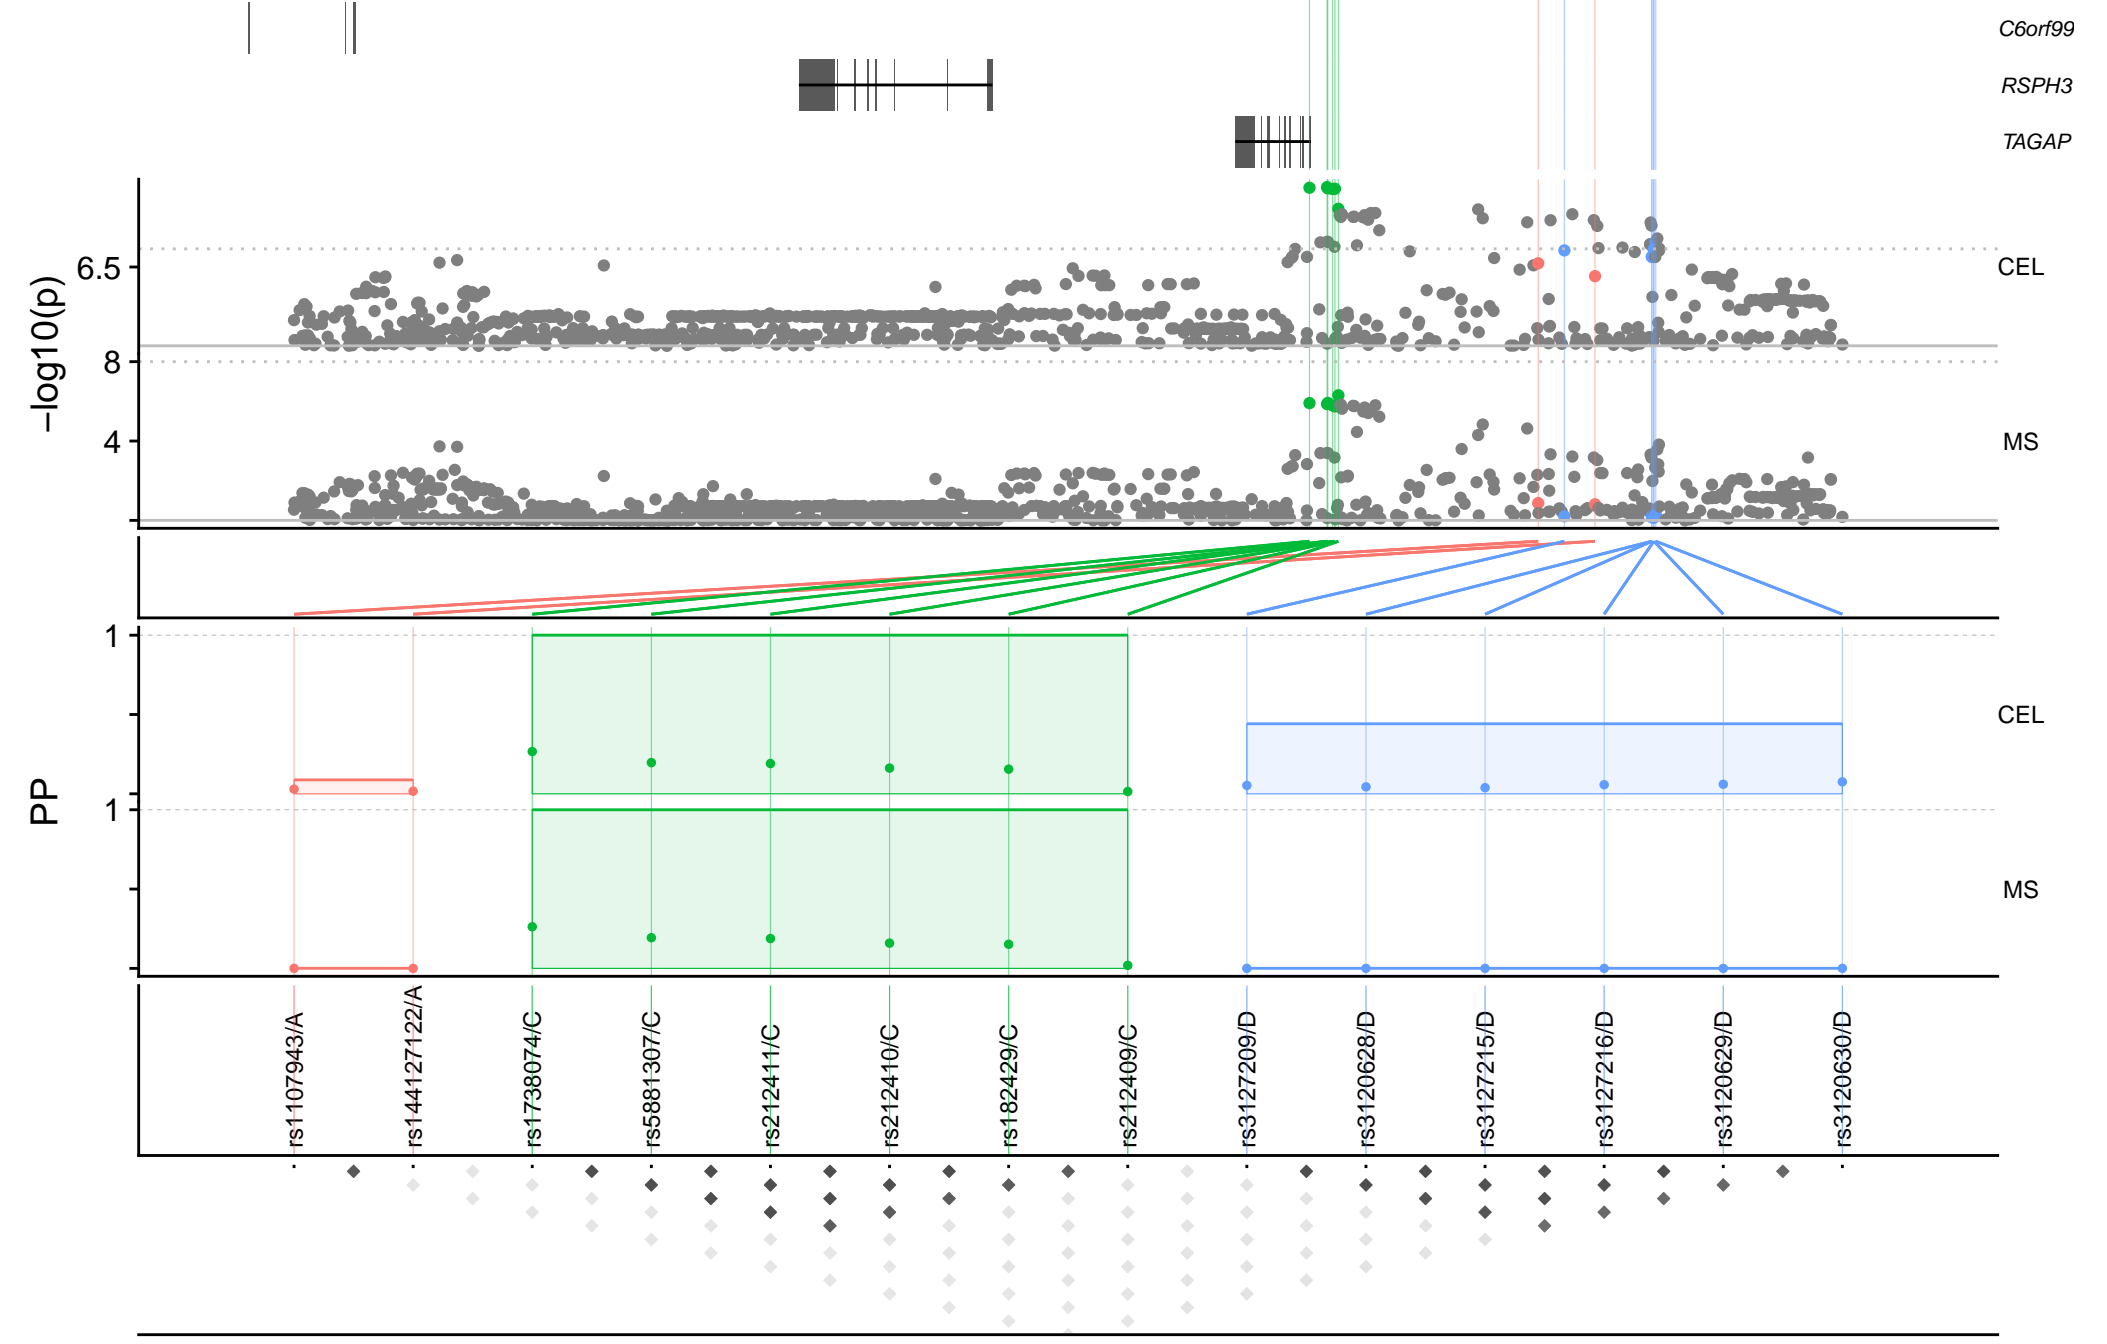 C6orf99
RSPH3
TAGAP
−log10(p)
6.5
CEL
8
4
MS
PP
1
CEL
1
MS
rs1107943/A
rs144127122/A
rs1738074/C
rs5881307/C
rs212411/C
rs212410/C
rs182429/C
rs212409/C
rs3127209/D
rs3120628/D
rs3127215/D
rs3127216/D
rs3120629/D
rs3120630/D